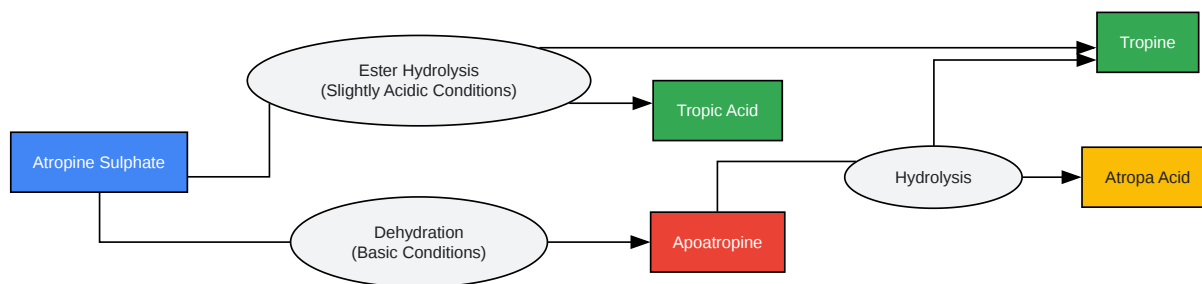 Tropine
Ester Hydrolysis
(Slightly Acidic Conditions)
Tropic Acid
Atropine Sulphate
Hydrolysis
Atropa Acid
Dehydration
(Basic Conditions)
Apoatropine